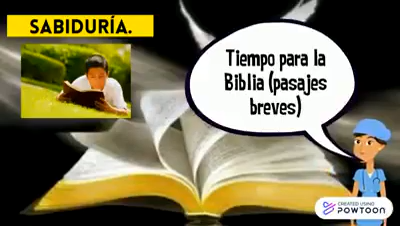 SABIDURÍA.
Tiempo para la
Biblia (pasajes
breves)
CREATED USING
POWTOON